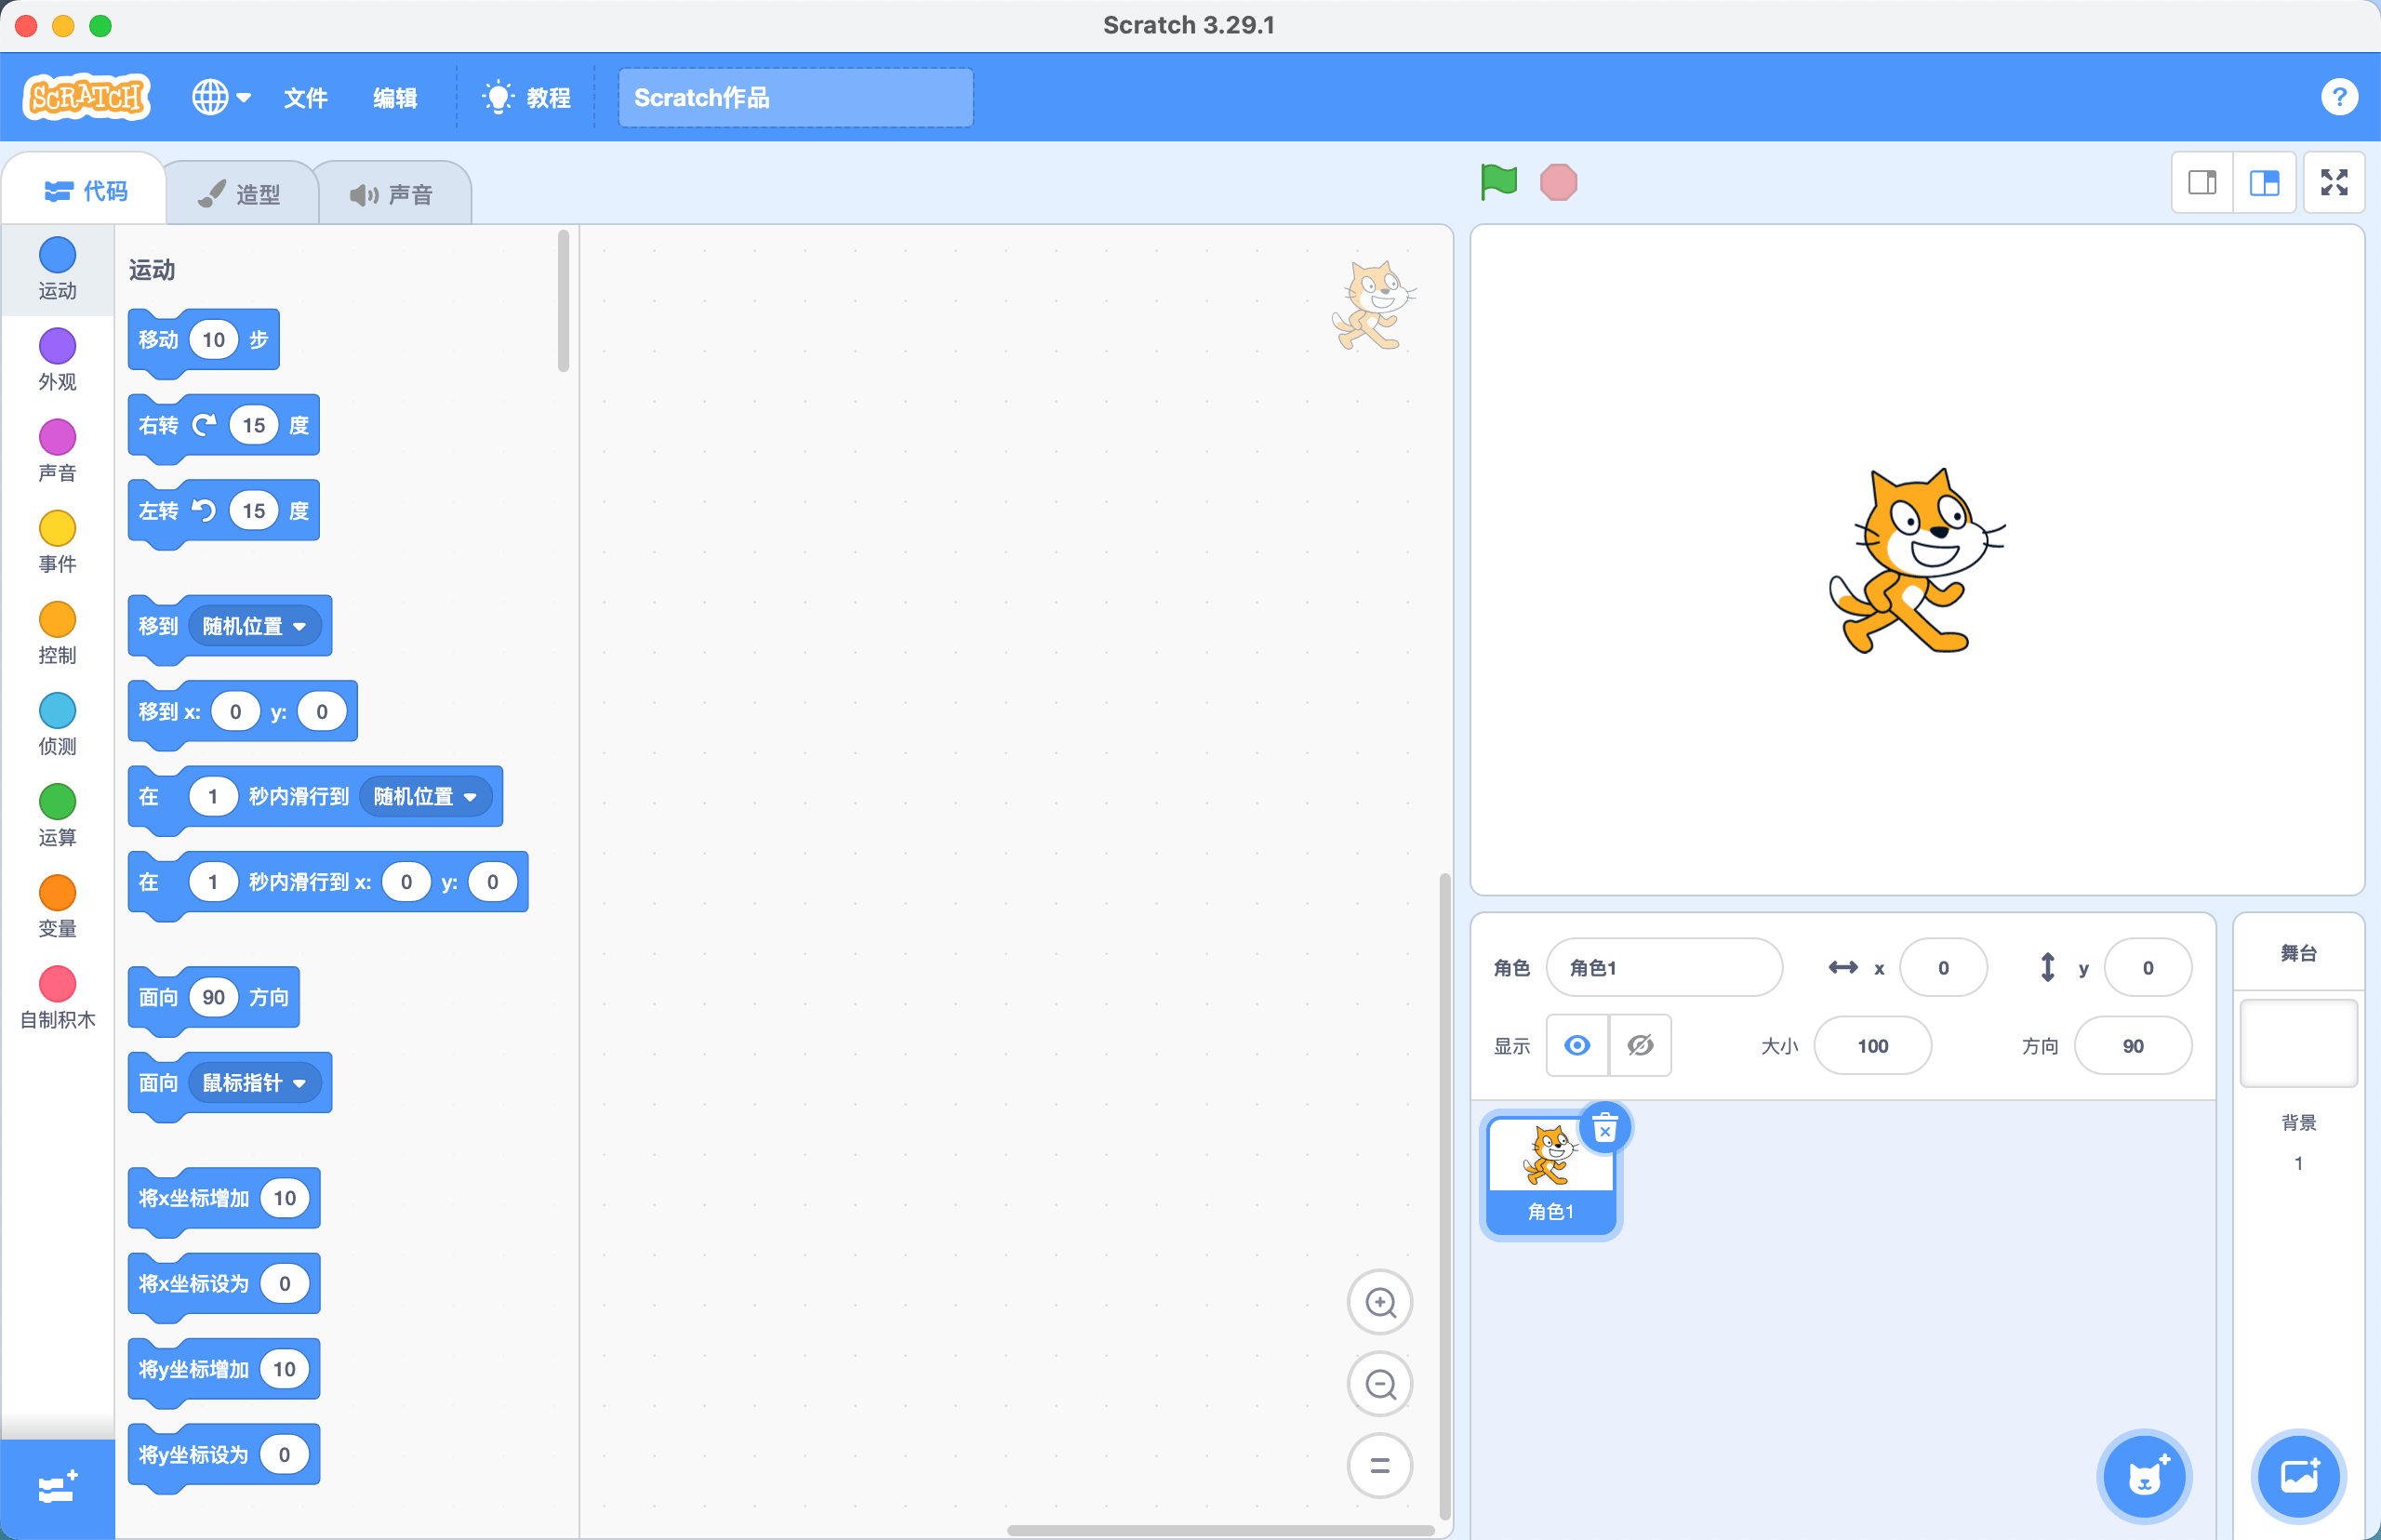 Scratch 3.29.1
SCRATCH
文件
编辑
教程
Scratch作品
?
代码
造型
声音
运动
外观
声音
事件
控制
侦测
运算
变量
自制积木
运动
移动 10 步
右转 15 度
左转 15 度
移到 随机位置
移到 x: 0 y: 0
在 1 秒内滑行到 随机位置
在 1 秒内滑行到 x: 0 y: 0
面向 90 方向
面向 鼠标指针
将x坐标增加 10
将x坐标设为 0
将y坐标增加 10
将y坐标设为 0
角色 角色1 x 0 y 0
显示 大小 100 方向 90
角色1
舞台
背景
1